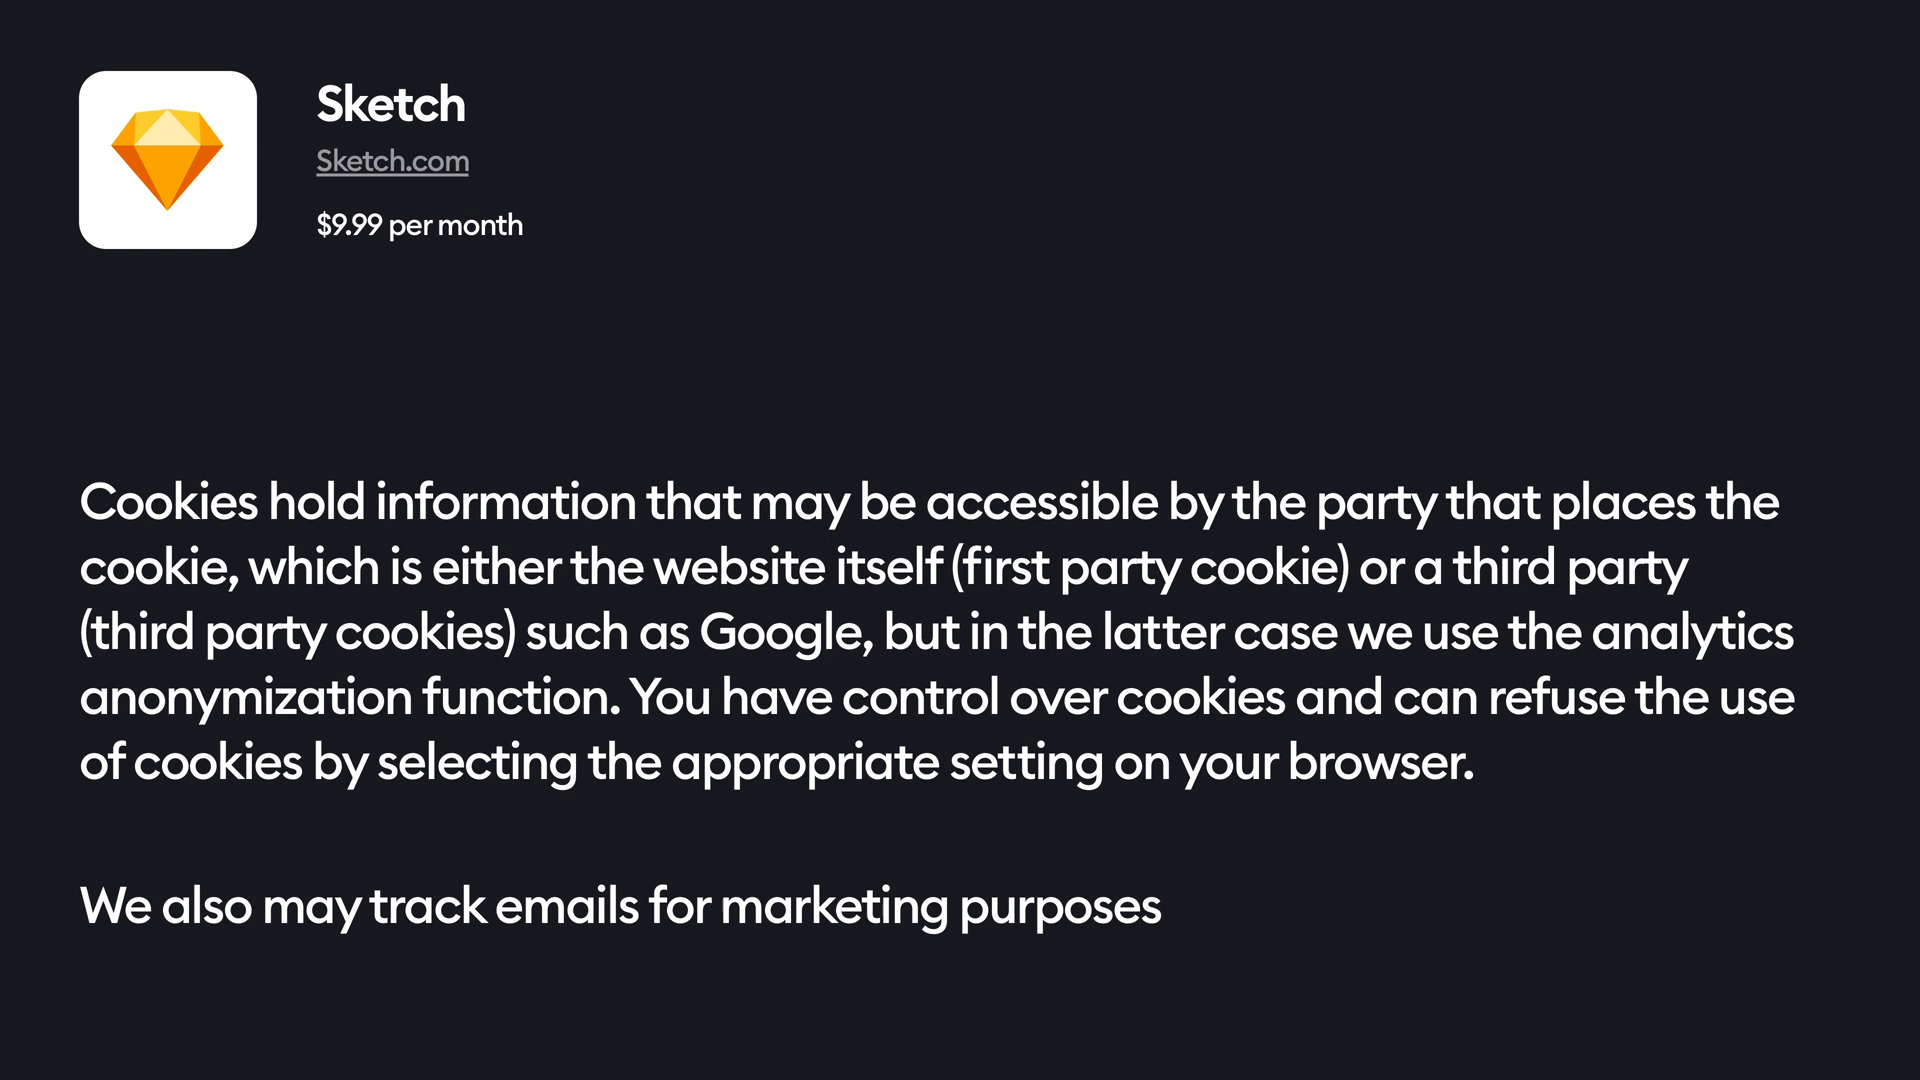 Sketch
Sketch.com
$9.99 per month
Cookies hold information that may be accessible by the party that places the
cookie, which is either the website itself (first party cookie) or a third party
(third party cookies) such as Google, but in the latter case we use the analytics
anonymization function. You have control over cookies and can refuse the use
of cookies by selecting the appropriate setting on your browser.
We also may track emails for marketing purposes